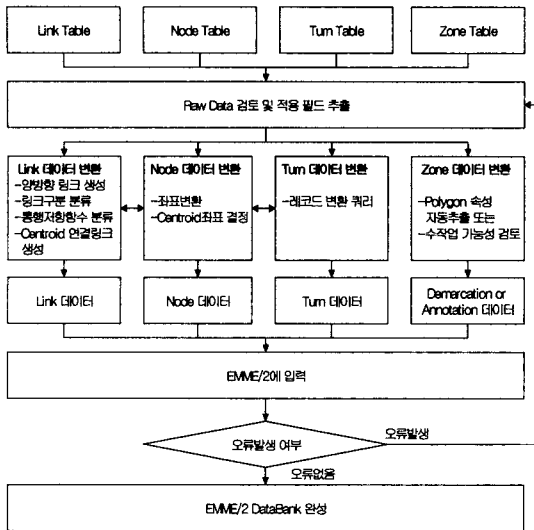 Link Table
Node Table
Turn Table
Zone Table
Raw Data 검토 및 적용 필드 추출
Link 데이터 변환
-양방향 링크 생성
-링크구분 분류
-통행저항함수 분류
-Centroid 연결링크
생성
Node 데이터 변환
-좌표변환
-Centroid좌표 결정
Turn 데이터 변환
-레코드 변환 쿼리
Zone 데이터 변환
-Polygon 속성
자동추출 또는
-수작업 가능성 검토
Link 데이터
Node 데이터
Turn 데이터
Demarcation or
Annotation 데이터
EMME/2에 입력
오류발생 여부
오류발생
오류없음
EMME/2 DataBank 완성